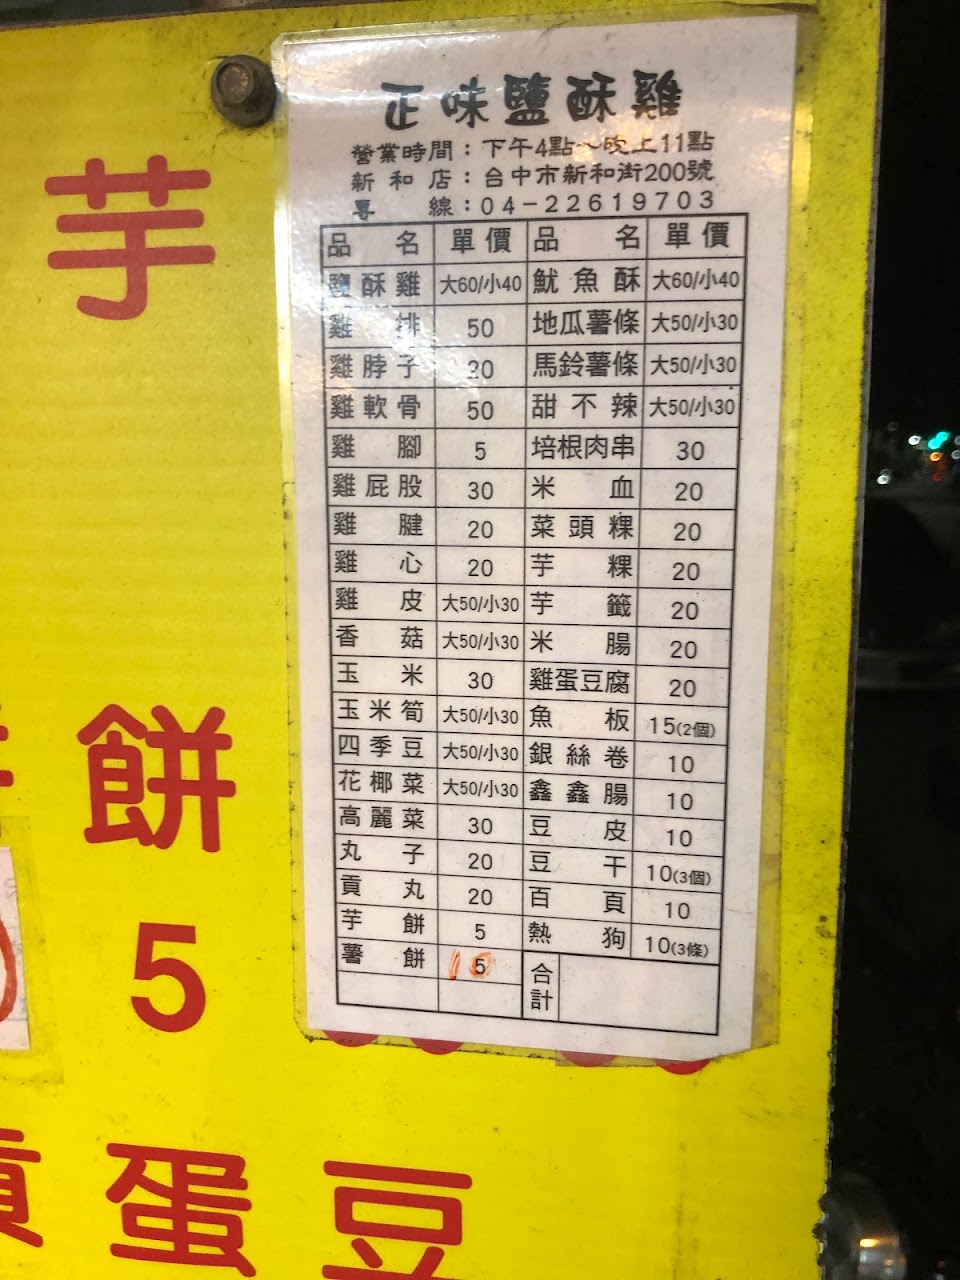 正味鹽酥雞
營業時間：下午4點～晚上11點
新和店：台中市新和街200號
專線：04-22619703
品名 單價 品名 單價
鹽酥雞 大60/小40 魷魚酥 大60/小40
雞排 50 地瓜薯條 大50/小30
雞脖子 20 馬鈴薯條 大50/小30
雞軟骨 50 甜不辣 大50/小30
雞腳 5 培根肉串 30
雞屁股 30 米血 20
雞腱 20 菜頭粿 20
雞心 20 芋粿 20
雞皮 大50/小30 芋籤 20
香菇 大50/小30 米腸 20
玉米 30 雞蛋豆腐 20
玉米筍 大50/小30 魚板 15(2個)
四季豆 大50/小30 銀絲卷 10
花椰菜 大50/小30 鑫鑫腸 10
高麗菜 30 豆皮 10
丸子 20 豆干 10(3個)
貢丸 20 百頁 10
芋餅 5 熱狗 10(3條)
薯餅 10 合計
芋
餅
5
蛋豆